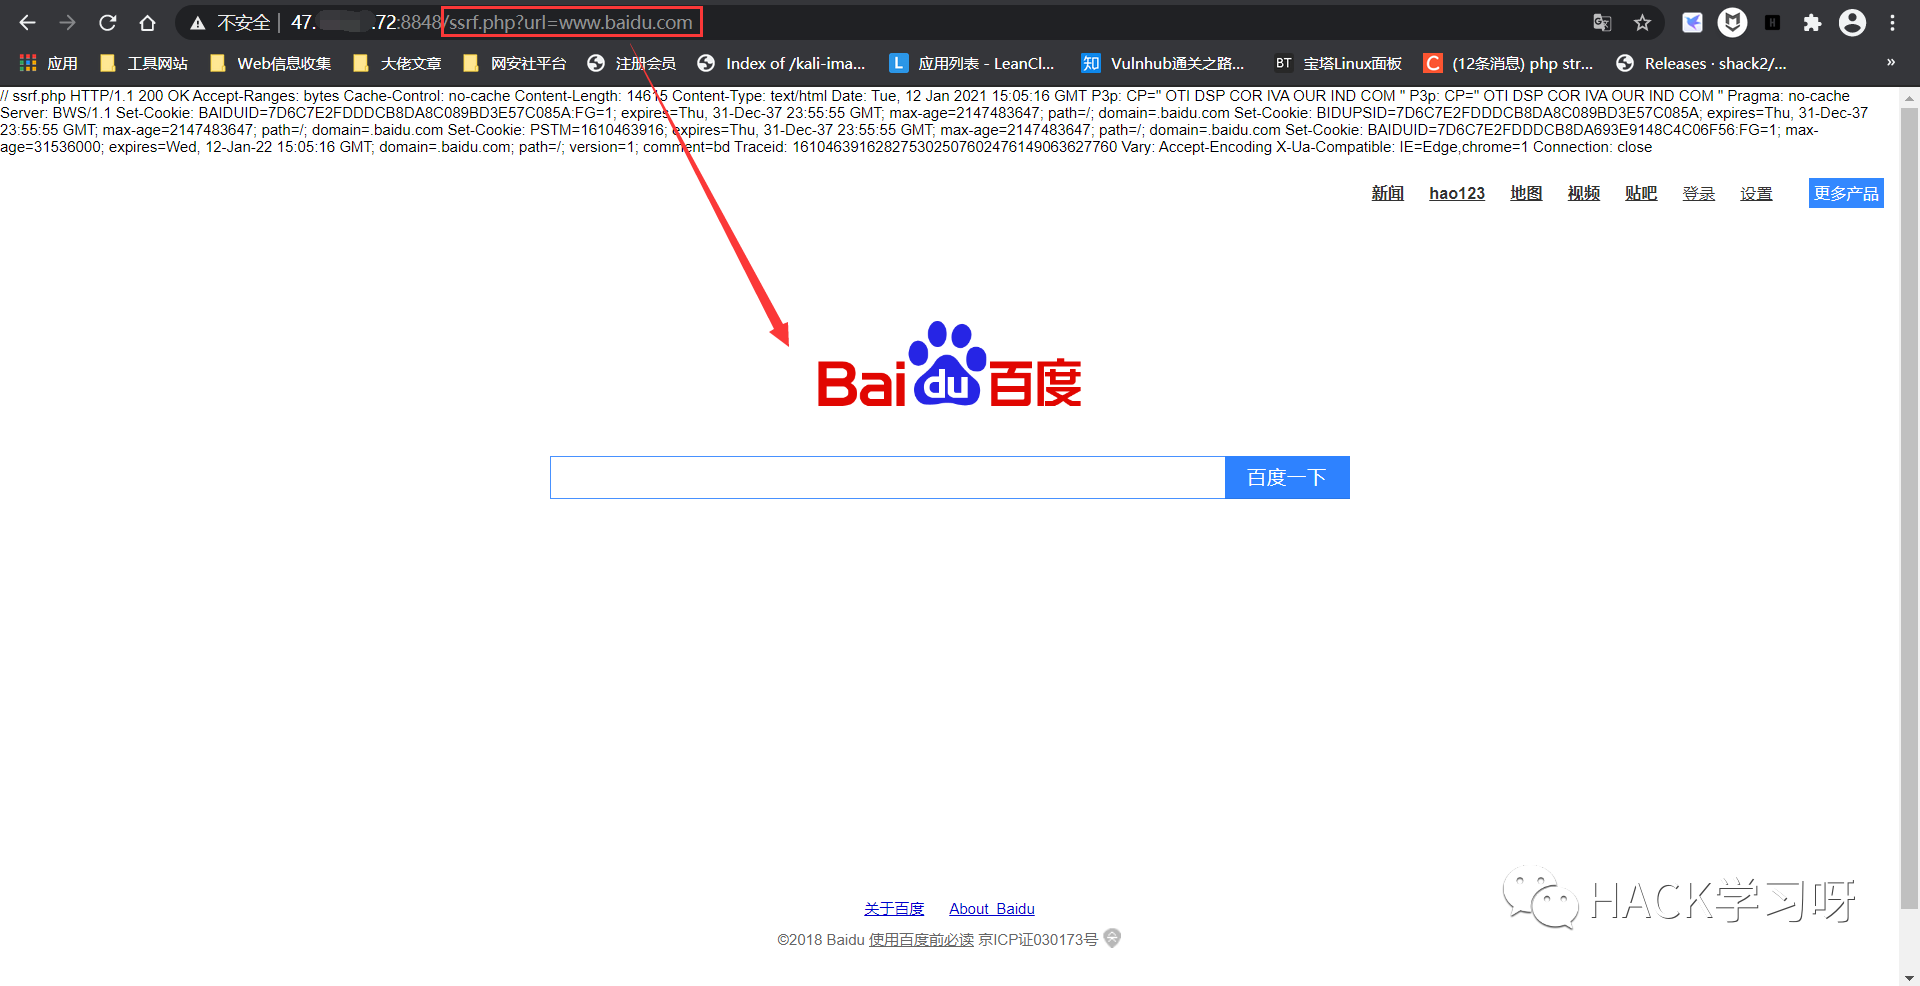 不安全 | 47. .72:8848/ssrf.php?url=www.baidu.com
应用 工具网站 Web信息收集 大佬文章 网安社平台 注册会员 Index of /kali-ima... L 应用列表 - LeanCl... 知 Vulnhub通关之路... BT 宝塔Linux面板 C (12条消息) php str... Releases · shack2/... »
// ssrf.php HTTP/1.1 200 OK Accept-Ranges: bytes Cache-Control: no-cache Content-Length: 14615 Content-Type: text/html Date: Tue, 12 Jan 2021 15:05:16 GMT P3p: CP=" OTI DSP COR IVA OUR IND COM " P3p: CP=" OTI DSP COR IVA OUR IND COM " Pragma: no-cache
Server: BWS/1.1 Set-Cookie: BAIDUID=7D6C7E2FDDDCB8DA8C089BD3E57C085A:FG=1; expires=Thu, 31-Dec-37 23:55:55 GMT; max-age=2147483647; path=/; domain=.baidu.com Set-Cookie: BIDUPSID=7D6C7E2FDDDCB8DA8C089BD3E57C085A; expires=Thu, 31-Dec-37
23:55:55 GMT; max-age=2147483647; path=/; domain=.baidu.com Set-Cookie: PSTM=1610463916; expires=Thu, 31-Dec-37 23:55:55 GMT; max-age=2147483647; path=/; domain=.baidu.com Set-Cookie: BAIDUID=7D6C7E2FDDDCB8DA693E9148C4C06F56:FG=1; max-
age=31536000; expires=Wed, 12-Jan-22 15:05:16 GMT; domain=.baidu.com; path=/; version=1; comment=bd Traceid: 161046391628275302507602476149063627760 Vary: Accept-Encoding X-Ua-Compatible: IE=Edge,chrome=1 Connection: close
新闻 hao123 地图 视频 贴吧 登录 设置 更多产品
Bai du 百度
百度一下
HACK学习呀
关于百度 About Baidu
©2018 Baidu 使用百度前必读 京ICP证030173号